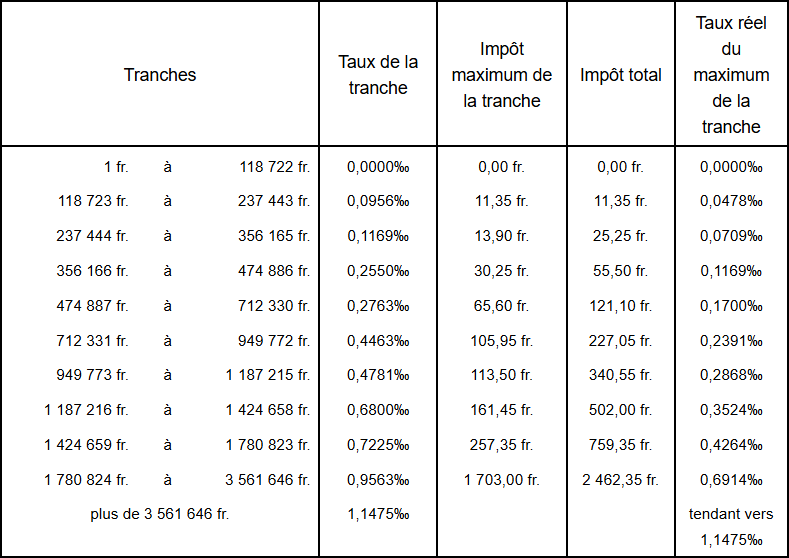 Tranches Taux de la tranche Impôt maximum de la tranche Impôt total Taux réel du maximum de la tranche
1 fr. à 118 722 fr. 0,0000‰ 0,00 fr. 0,00 fr. 0,0000‰
118 723 fr. à 237 443 fr. 0,0956‰ 11,35 fr. 11,35 fr. 0,0478‰
237 444 fr. à 356 165 fr. 0,1169‰ 13,90 fr. 25,25 fr. 0,0709‰
356 166 fr. à 474 886 fr. 0,2550‰ 30,25 fr. 55,50 fr. 0,1169‰
474 887 fr. à 712 330 fr. 0,2763‰ 65,60 fr. 121,10 fr. 0,1700‰
712 331 fr. à 949 772 fr. 0,4463‰ 105,95 fr. 227,05 fr. 0,2391‰
949 773 fr. à 1 187 215 fr. 0,4781‰ 113,50 fr. 340,55 fr. 0,2868‰
1 187 216 fr. à 1 424 658 fr. 0,6800‰ 161,45 fr. 502,00 fr. 0,3524‰
1 424 659 fr. à 1 780 823 fr. 0,7225‰ 257,35 fr. 759,35 fr. 0,4264‰
1 780 824 fr. à 3 561 646 fr. 0,9563‰ 1 703,00 fr. 2 462,35 fr. 0,6914‰
plus de 3 561 646 fr. 1,1475‰ tendant vers
1,1475‰